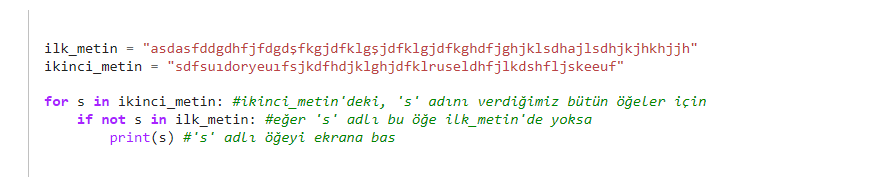 ilk_metin = "asdasfddgdhfjfdgdşfkgjdfklgşjdfklgjdfkghdfjghjklsdhajlsdhjkjhkhjjh"
ikinci_metin = "sdfsuıdoryeuıfsjkdfhdjklghjdfklruseldhfjlkdshfljskeeuf"
for s in ikinci_metin: #ikinci_metin'deki, 's' adını verdiğimiz bütün öğeler için
    if not s in ilk_metin: #eğer 's' adlı bu öğe ilk_metin'de yoksa
        print(s) #'s' adlı öğeyi ekrana bas